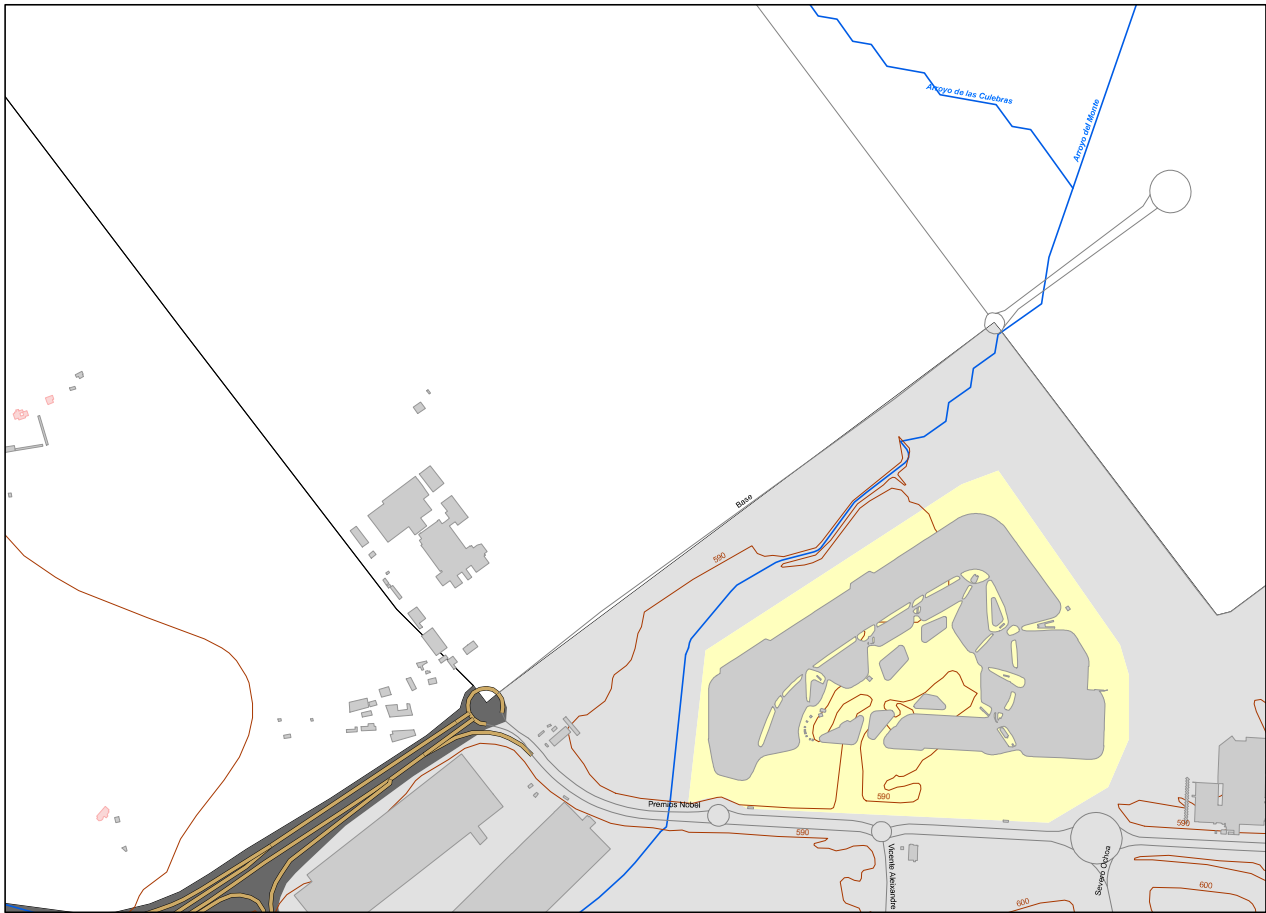 Arroyo de las Culebras
Arroyo del Monte
Base
590
590
Premios Nobel
590
590
Vicente Aleixandre
Severo Ochoa
600
600